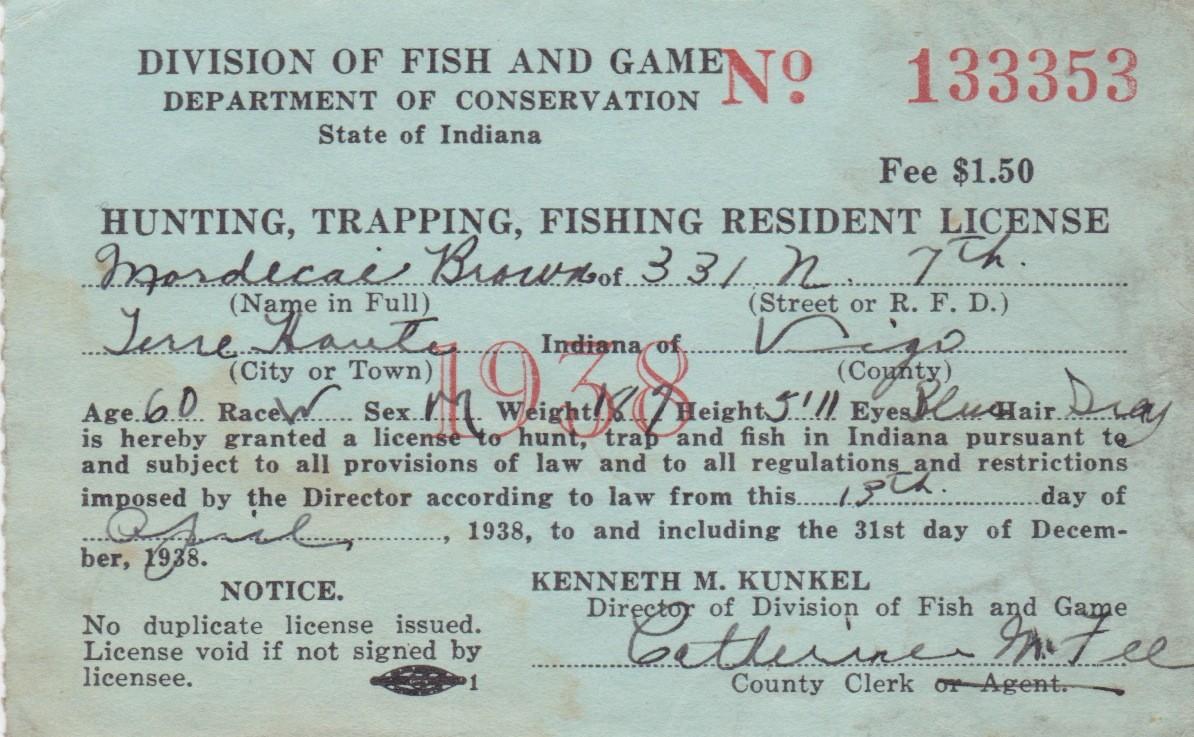 DIVISION OF FISH AND GAME No 133353
DEPARTMENT OF CONSERVATION
State of Indiana
Fee $1.50
HUNTING, TRAPPING, FISHING RESIDENT LICENSE
Mordecai Brown of 331 N. 7th.
(Name in Full) (Street or R. F. D.)
Terre Haute Indiana of Vigo
(City or Town) (County)
1938
Age 60 Race W Sex M Weight 187 Height 5'11 Eyes Blue Hair Gray
is hereby granted a license to hunt, trap and fish in Indiana pursuant to
and subject to all provisions of law and to all regulations and restrictions
imposed by the Director according to law from this 13th. day of
April, 1938, to and including the 31st day of Decem-
ber, 1938.
NOTICE.
No duplicate license issued.
License void if not signed by
licensee.
1
KENNETH M. KUNKEL
Director of Division of Fish and Game
Catherine McFee
County Clerk or Agent.